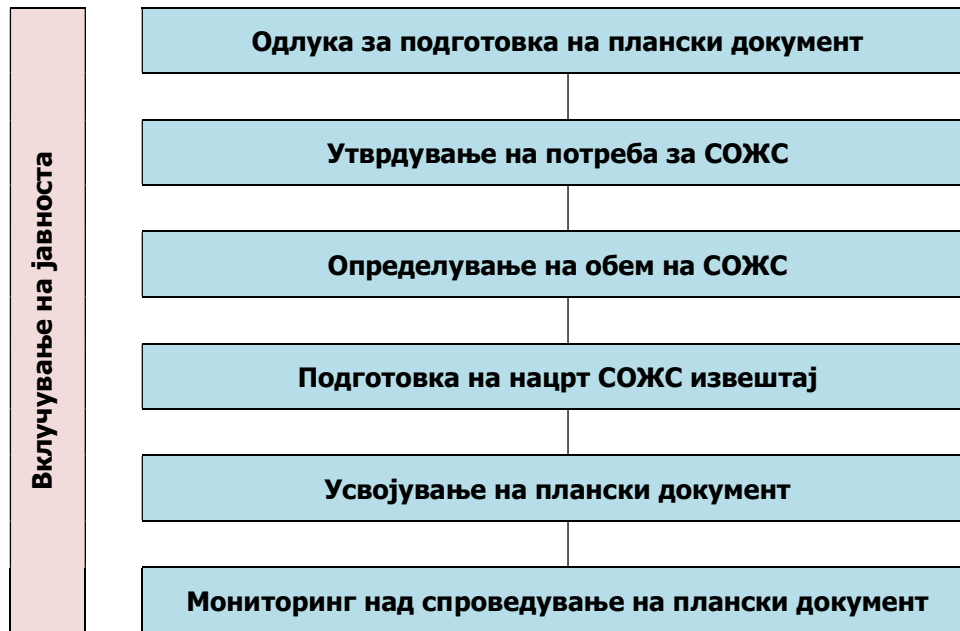 Одлука за подготовка на плански документ
Утврдување на потреба за СОЖС
Определување на обем на СОЖС
Подготовка на нацрт СОЖС извештај
Усвојување на плански документ
Мониторинг над спроведување на плански документ
Вклучување на јавноста